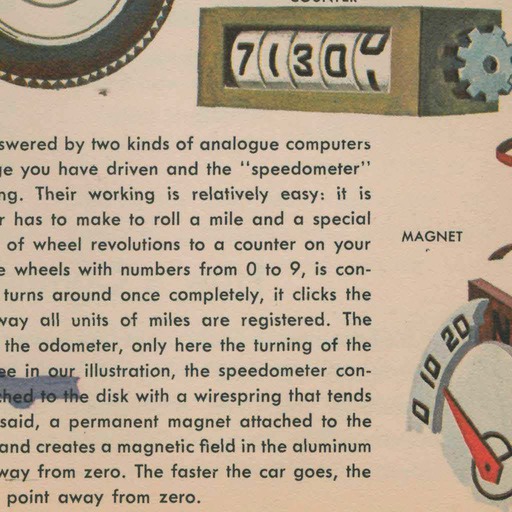 COUNTER
7130
swered by two kinds of analogue computers
ge you have driven and the "speedometer"
ng. Their working is relatively easy: it is
r has to make to roll a mile and a special
of wheel revolutions to a counter on your
e wheels with numbers from 0 to 9, is con-
turns around once completely, it clicks the
way all units of miles are registered. The
the odometer, only here the turning of the
ee in our illustration, the speedometer con-
ched to the disk with a wirespring that tends
said, a permanent magnet attached to the
and creates a magnetic field in the aluminum
way from zero. The faster the car goes, the
point away from zero.
MAGNET
0 10 20
N